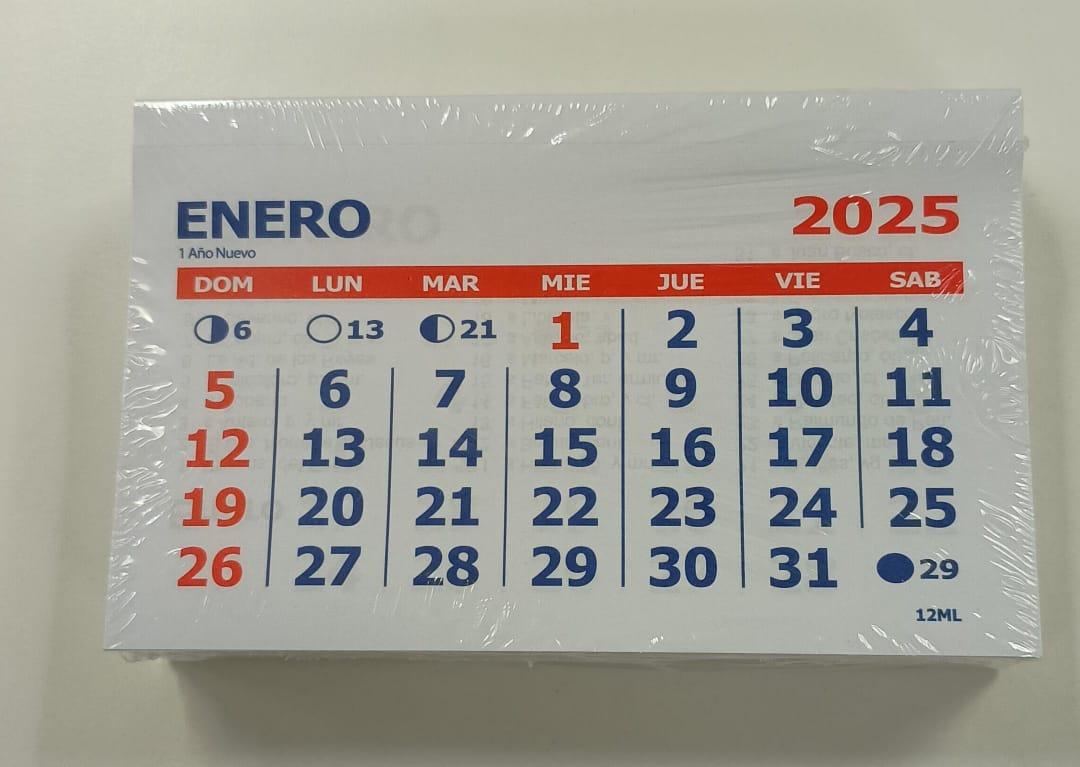 ENERO 2025
1 Año Nuevo
DOM LUN MAR MIE JUE VIE SAB
6 13 21 1 2 3 4
5 6 7 8 9 10 11
12 13 14 15 16 17 18
19 20 21 22 23 24 25
26 27 28 29 30 31 29
12ML